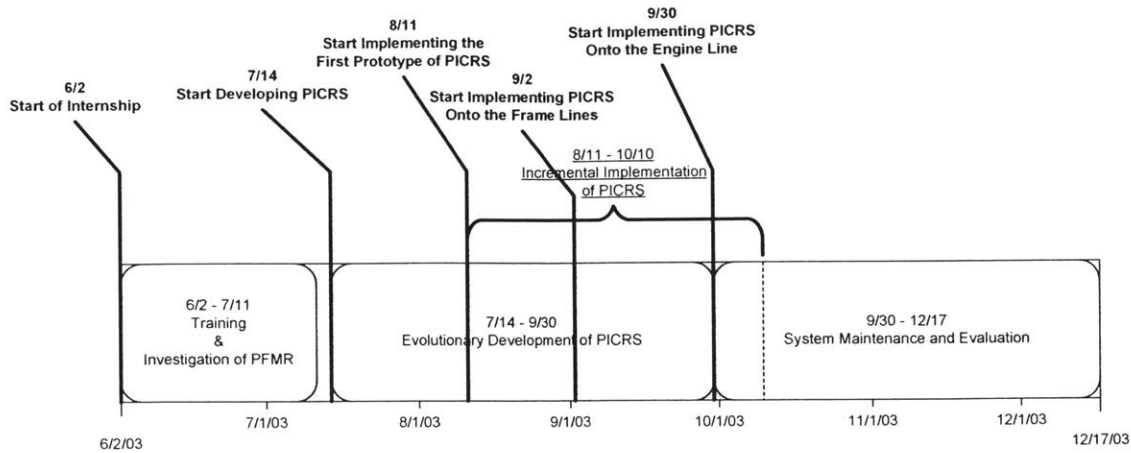 6/2
Start of Internship
7/14
Start Developing PICRS
8/11
Start Implementing the
First Prototype of PICRS
9/2
Start Implementing PICRS
Onto the Frame Lines
9/30
Start Implementing PICRS
Onto the Engine Line
8/11 - 10/10
Incremental Implementation
of PICRS
6/2 - 7/11
Training
&
Investigation of PFMR
7/14 - 9/30
Evolutionary Development of PICRS
9/30 - 12/17
System Maintenance and Evaluation
6/2/03
7/1/03
8/1/03
9/1/03
10/1/03
11/1/03
12/1/03
12/17/03